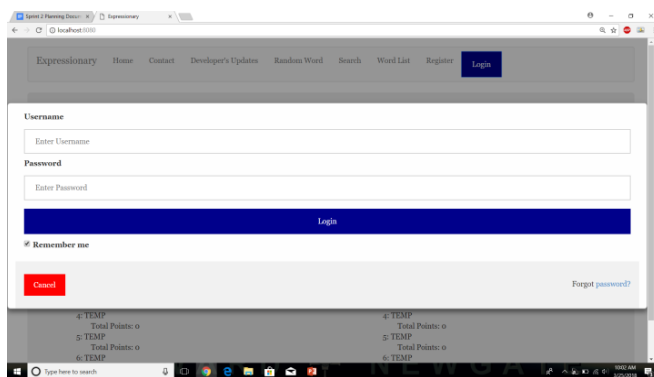 Sprint 2 Planning Docum
Expressionary
localhost:8080
Expressionary Home Contact Developer's Updates Random Word Search Word List Register Login
Username
Enter Username
Password
Enter Password
Login
Remember me
Cancel
Forgot password?
4: TEMP
Total Points: 0
5: TEMP
Total Points: 0
6: TEMP
4: TEMP
Total Points: 0
5: TEMP
Total Points: 0
6: TEMP
Type here to search
10:02 AM
3/25/2018